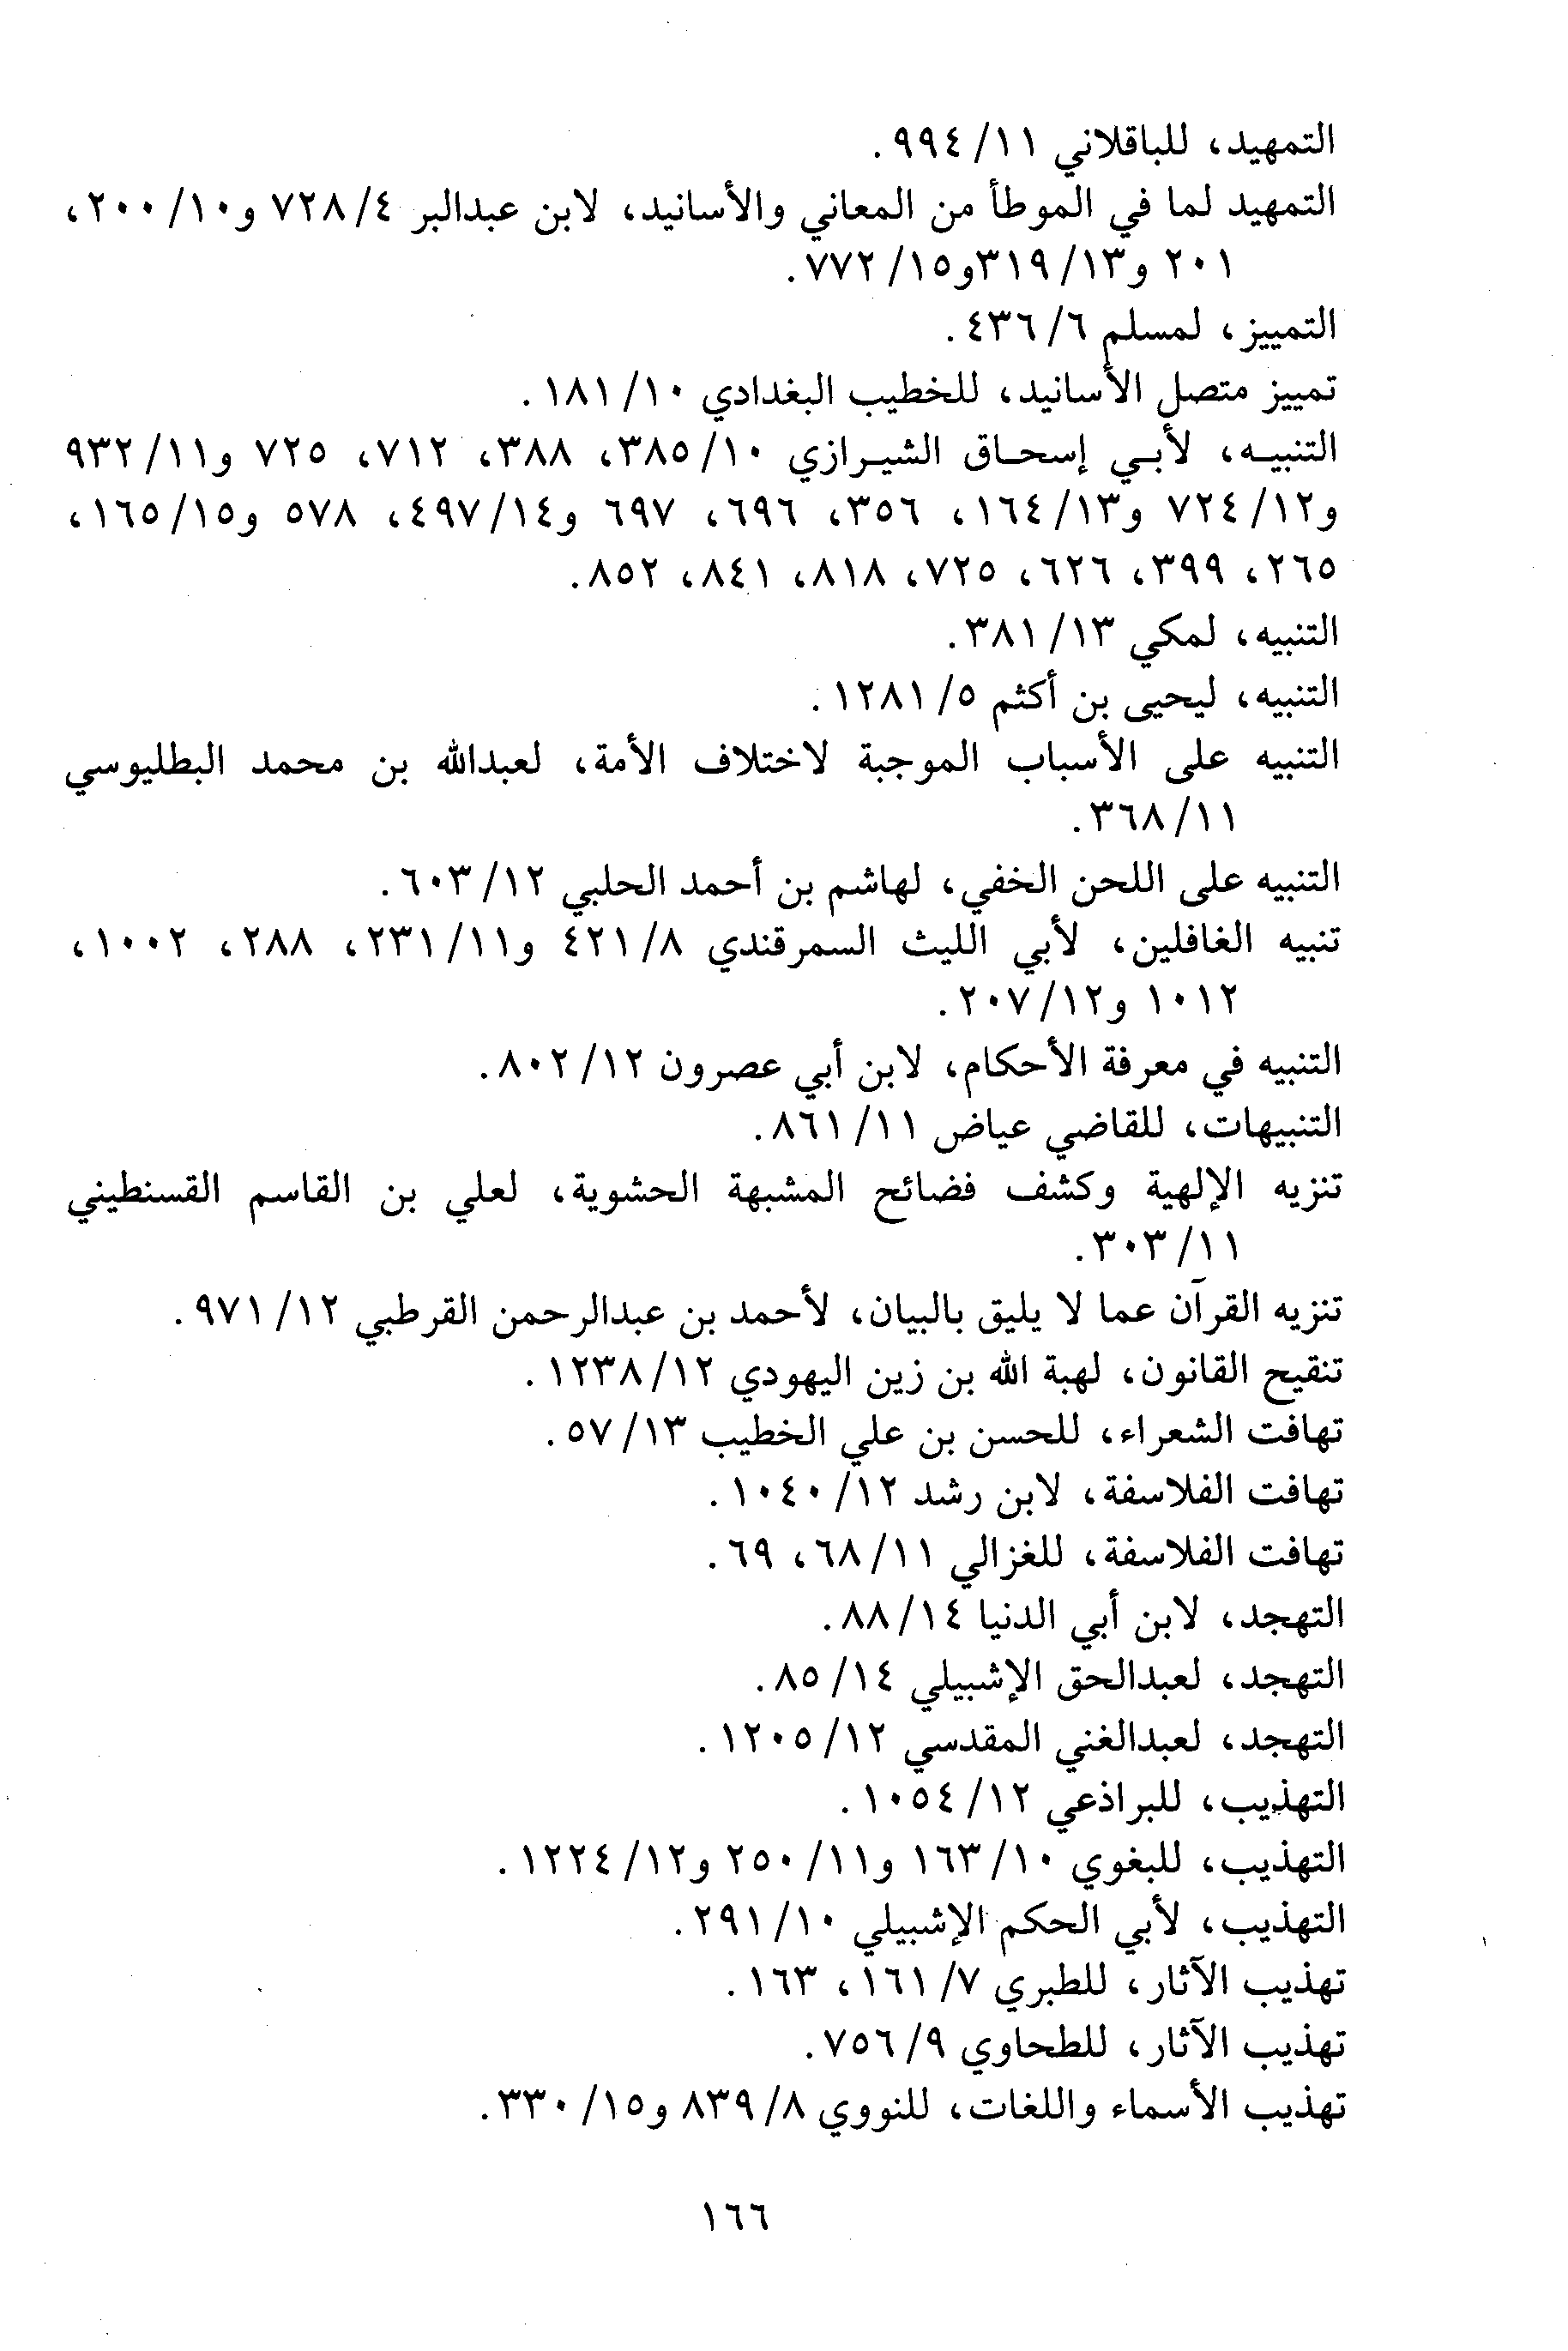 التمهيد، للباقلاني ١١/ ٩٩٤.
التمهيد لما في الموطأ من المعاني والأسانيد، لابن عبدالبر ٤/ ٧٢٨ و١٠/ ٢٠٠،
٢٠١ و١٣/ ٣١٩و١٥/ ٧٧٢.
التمييز، لمسلم ٦/ ٤٣٦.
تمييز متصل الأسانيد، للخطيب البغدادي ١٠/ ١٨١.
التنبيـه، لأبـي إسحـاق الشيـرازي ١٠/ ٣٨٥، ٣٨٨، ٧١٢، ٧٢٥ و١١/ ٩٣٢
و١٢/ ٧٢٤ و١٣/ ١٦٤، ٣٥٦، ٦٩٦، ٦٩٧ و١٤/ ٤٩٧، ٥٧٨ و١٥/ ١٦٥،
٢٦٥، ٣٩٩، ٦٢٦، ٧٢٥، ٨١٨، ٨٤١، ٨٥٢.
التنبيه، لمكي ١٣/ ٣٨١.
التنبيه، ليحيى بن أكثم ٥/ ١٢٨١.
التنبيه على الأسباب الموجبة لاختلاف الأمة، لعبدالله بن محمد البطليوسي
١١/ ٣٦٨.
التنبيه على اللحن الخفي، لهاشم بن أحمد الحلبي ١٢/ ٦٠٣.
تنبيه الغافلين، لأبي الليث السمرقندي ٨/ ٤٢١ و١١/ ٢٣١، ٢٨٨، ١٠٠٢،
١٠١٢ و١٢/ ٢٠٧.
التنبيه في معرفة الأحكام، لابن أبي عصرون ١٢/ ٨٠٢.
التنبيهات، للقاضي عياض ١١/ ٨٦١.
تنزيه الإلهية وكشف فضائح المشبهة الحشوية، لعلي بن القاسم القسنطيني
١١/ ٣٠٣.
تنزيه القرآن عما لا يليق بالبيان، لأحمد بن عبدالرحمن القرطبي ١٢/ ٩٧١.
تنقيح القانون، لهبة الله بن زين اليهودي ١٢/ ١٢٣٨.
تهافت الشعراء، للحسن بن علي الخطيب ١٣/ ٥٧.
تهافت الفلاسفة، لابن رشد ١٢/ ١٠٤٠.
تهافت الفلاسفة، للغزالي ١١/ ٦٨، ٦٩.
التهجد، لابن أبي الدنيا ١٤/ ٨٨.
التهجد، لعبدالحق الإشبيلي ١٤/ ٨٥.
التهجد، لعبدالغني المقدسي ١٢/ ١٢٠٥.
التهذيب، للبراذعي ١٢/ ١٠٥٤.
التهذيب، للبغوي ١٠/ ١٦٣ و١١/ ٢٥٠ و١٢/ ١٢٢٤.
التهذيب، لأبي الحكم الإشبيلي ١٠/ ٢٩١.
تهذيب الآثار، للطبري ٧/ ١٦١، ١٦٣.
تهذيب الآثار، للطحاوي ٩/ ٧٥٦.
تهذيب الأسماء واللغات، للنووي ٨/ ٨٣٩ و١٥/ ٣٣٠.
١٦٦